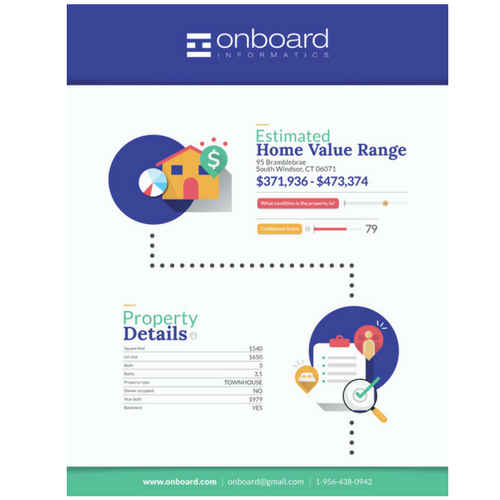 onboard
INFORMATICS
Estimated
Home Value Range
95 Bramblebrae
South Windsor, CT 06071
$371,936 - $473,374
What condition is the property in?
Confidence Score 79
Property
Details
Square feet 1540
Lot size 1650
Beds 3
Baths 3.5
Property type TOWNHOUSE
Owner occupied NO
Year built 1979
Basement YES
www.onboard.com | onboard@gmail.com | 1-956-438-0942